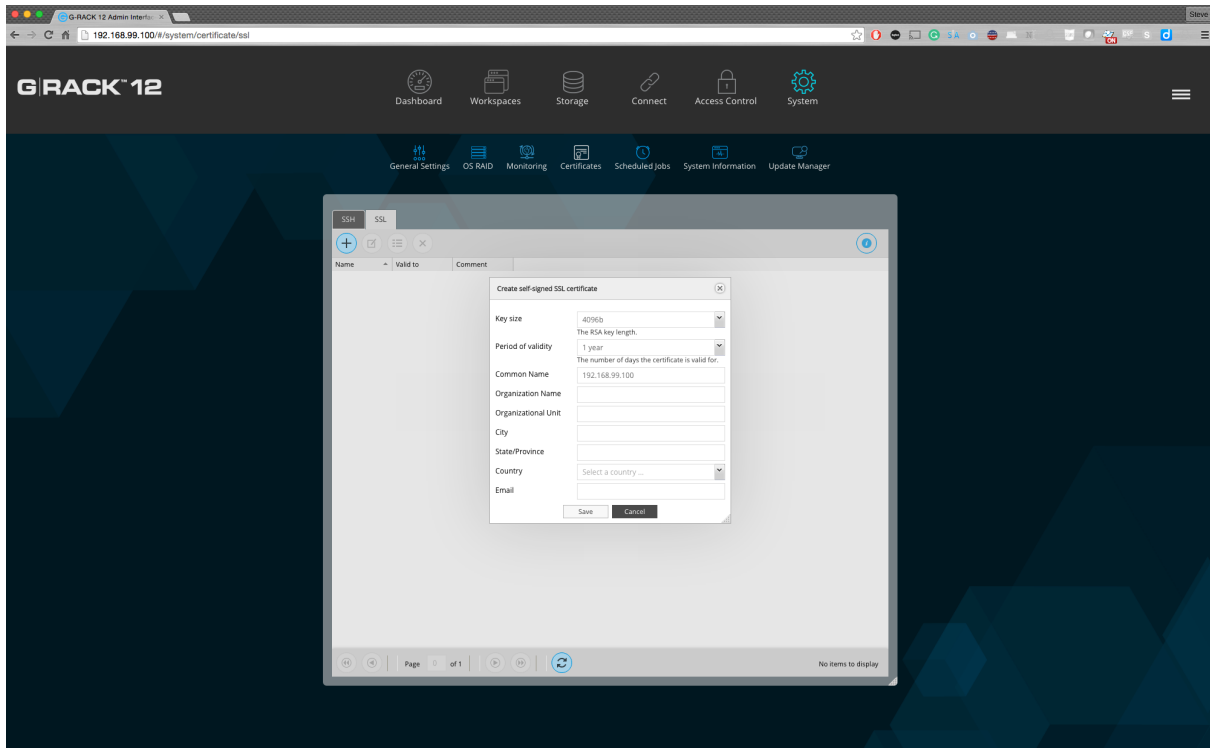 G-RACK 12 Admin Interfac
Steve
192.168.99.100/#/system/certificate/ssl
G|RACK™ 12
Dashboard Workspaces Storage Connect Access Control System
General Settings OS RAID Monitoring Certificates Scheduled Jobs System Information Update Manager
SSH SSL
Name Valid to Comment
Create self-signed SSL certificate
Key size 4096b
The RSA key length.
Period of validity 1 year
The number of days the certificate is valid for.
Common Name 192.168.99.100
Organization Name
Organizational Unit
City
State/Province
Country Select a country ...
Email
Save Cancel
Page 0 of 1 No items to display